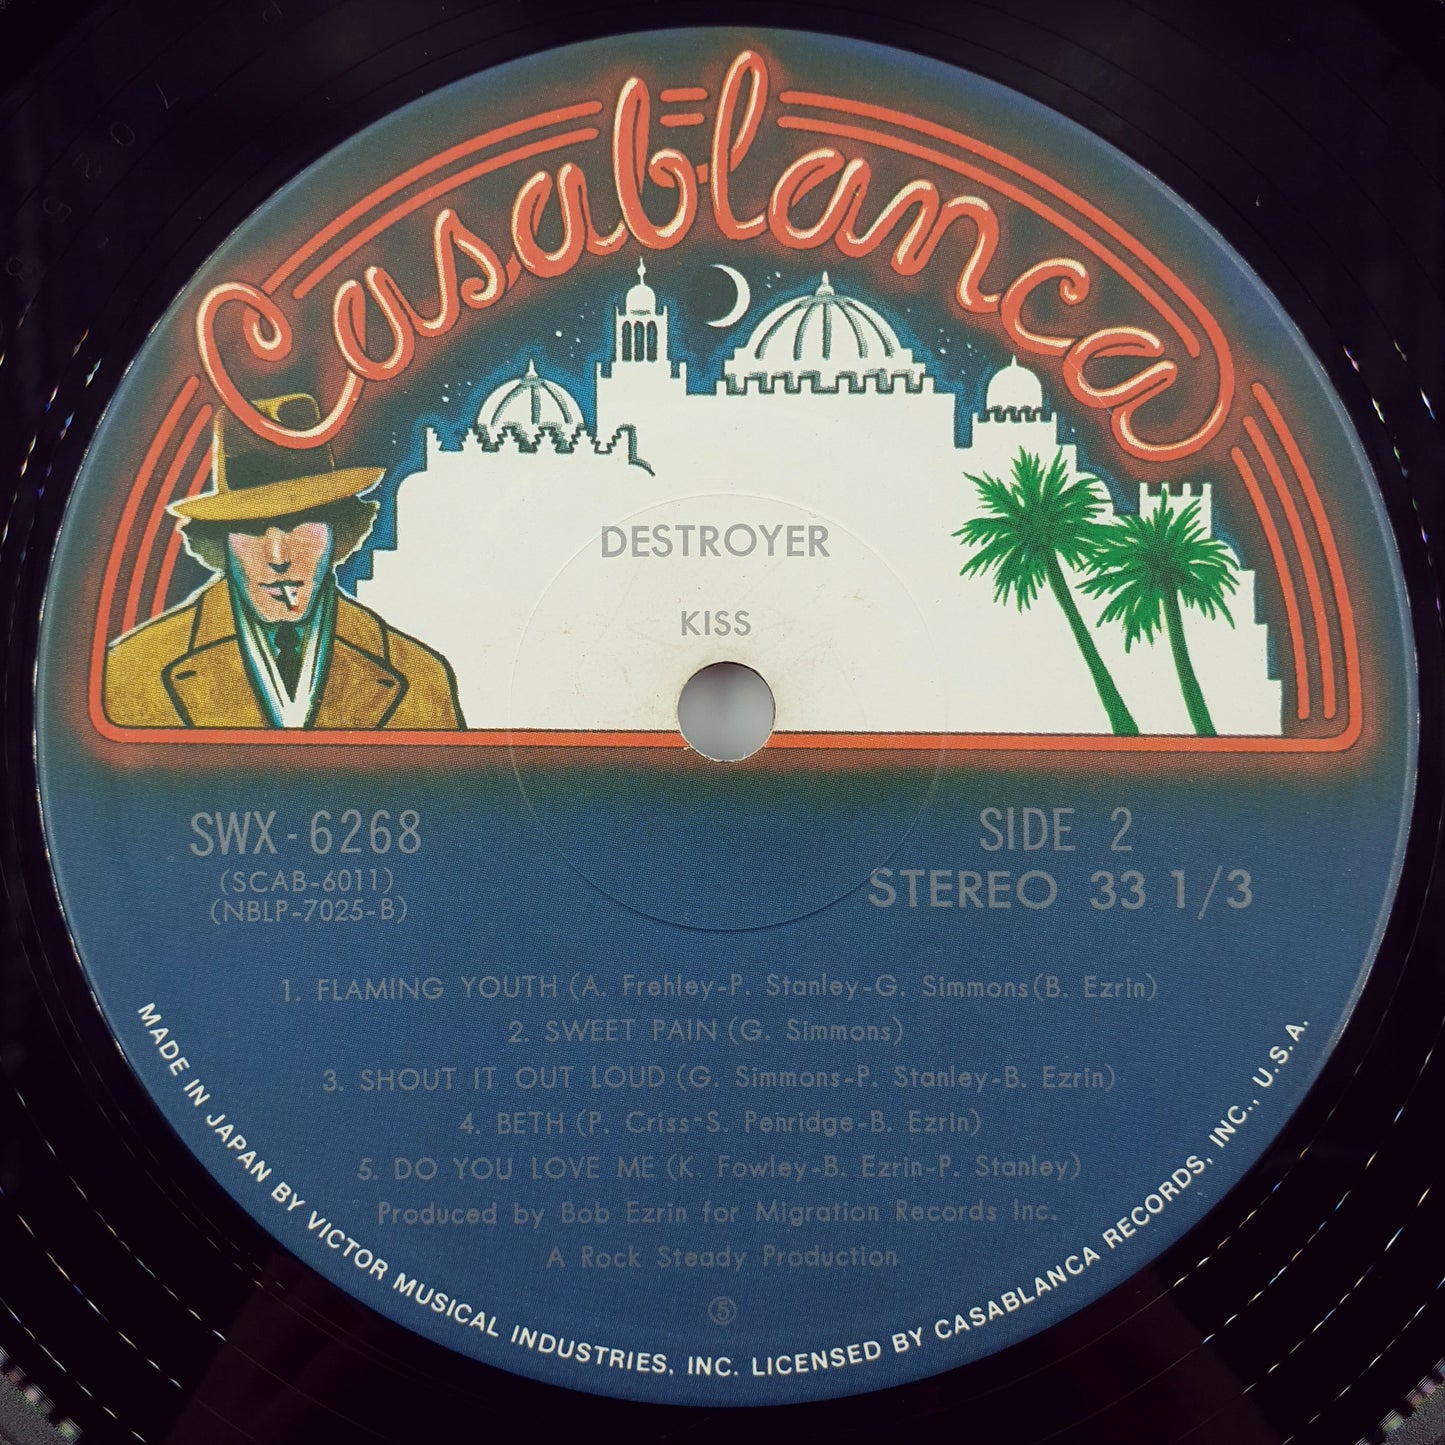 Casablanca
DESTROYER
KISS
SWX-6268
(SCAB-6011)
(NBLP-7025-B)
SIDE 2
STEREO 33 1/3
1. FLAMING YOUTH (A. Frehley-P. Stanley-G. Simmons(B. Ezrin)
2. SWEET PAIN (G. Simmons)
3. SHOUT IT OUT LOUD (G. Simmons-P. Stanley-B. Ezrin)
4. BETH (P. Criss-S. Penridge-B. Ezrin)
5. DO YOU LOVE ME (K. Fowley-B. Ezrin-P. Stanley)
Produced by Bob Ezrin for Migration Records Inc.
A Rock Steady Production
⑤
MADE IN JAPAN BY VICTOR MUSICAL INDUSTRIES, INC. LICENSED BY CASABLANCA RECORDS, INC., U.S.A.